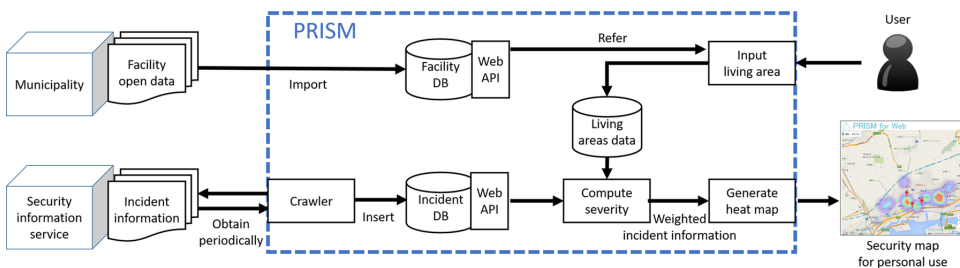 PRISM
User
Municipality
Facility
open data
Import
Facility
DB
Web
API
Refer
Input
living area
Living
areas data
PRISM for Web
Security
information
service
Incident
information
Obtain
periodically
Crawler
Insert
Incident
DB
Web
API
Compute
severity
Weighted
incident information
Generate
heat map
Security map
for personal use